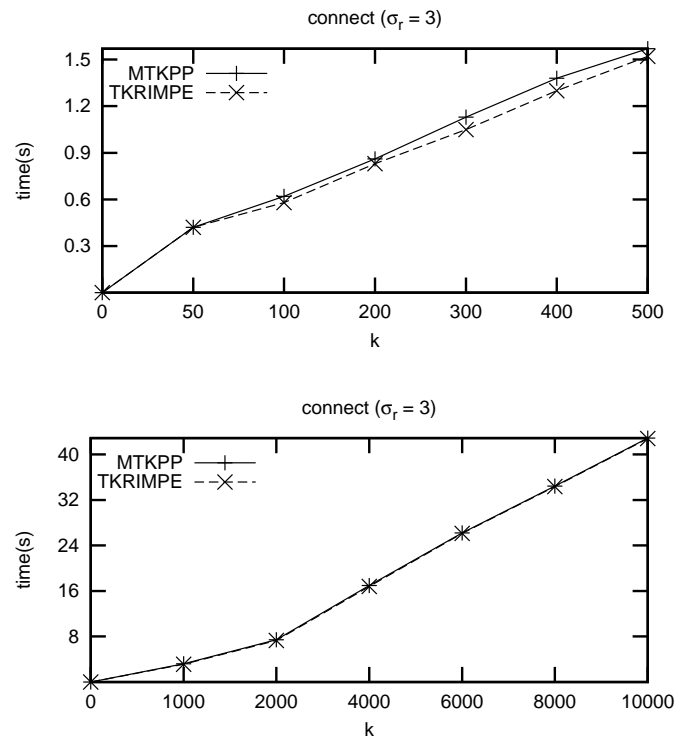 connect (σr = 3)
MTKPP
TKRIMPE
1.5
1.2
0.9
0.6
0.3
time(s)
0 50 100 200 300 400 500
k
connect (σr = 3)
MTKPP
TKRIMPE
40
32
24
16
8
time(s)
0 1000 2000 4000 6000 8000 10000
k